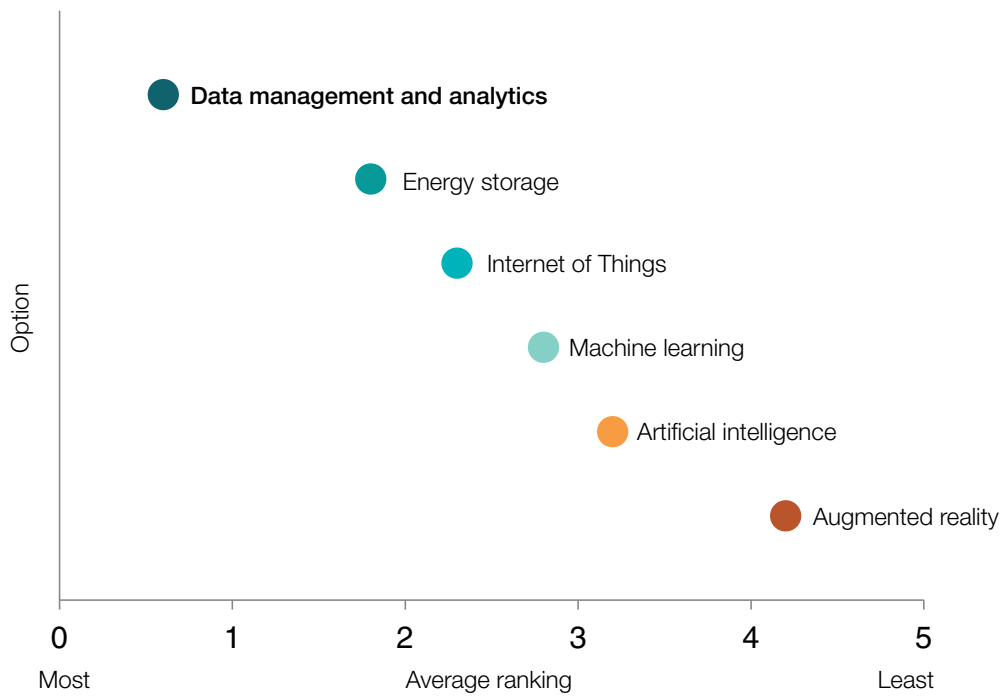 Data management and analytics
Energy storage
Internet of Things
Machine learning
Artificial intelligence
Augmented reality
Option
0 1 2 3 4 5
Most Average ranking Least